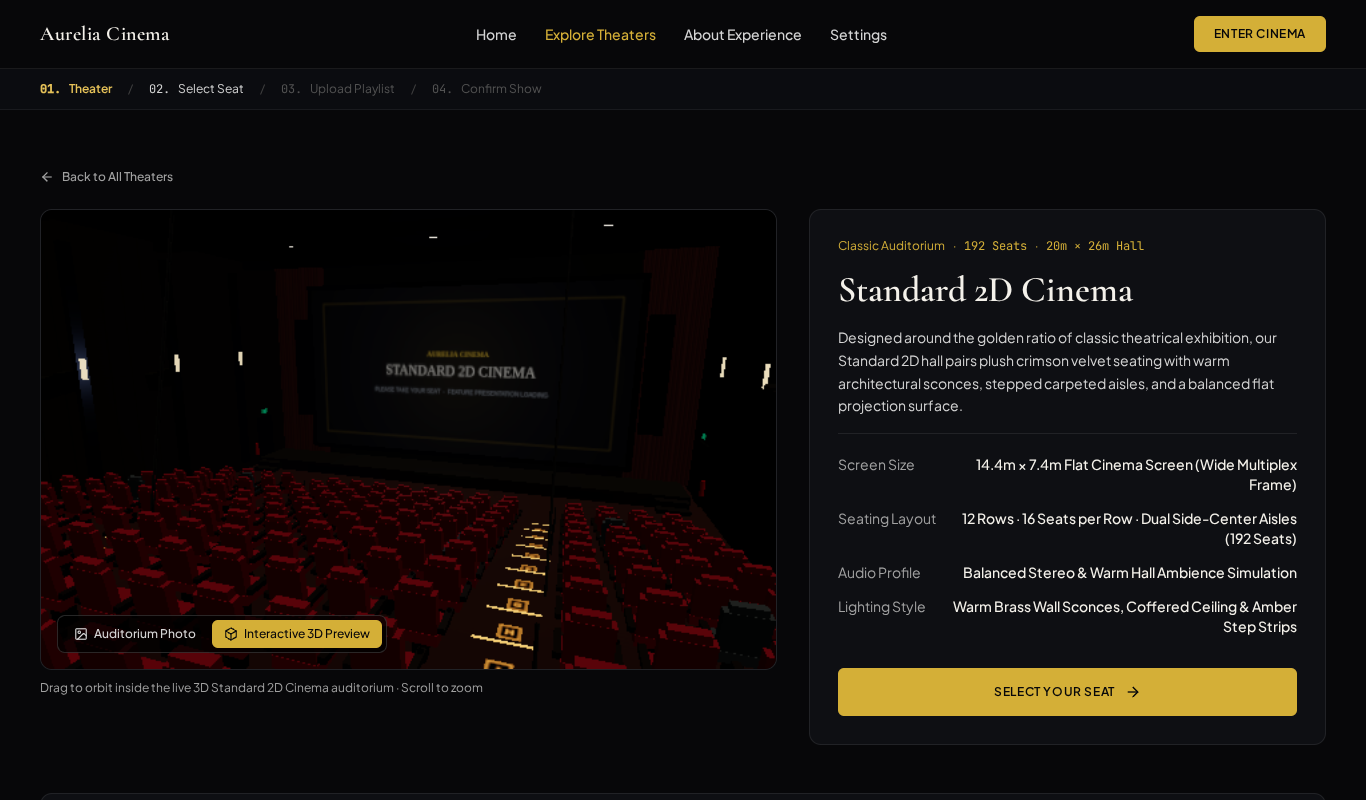 Aurelia Cinema
Home
Explore Theaters
About Experience
Settings
ENTER CINEMA
01. Theater / 02. Select Seat / 03. Upload Playlist / 04. Confirm Show
Back to All Theaters
AURELIA CINEMA
STANDARD 2D CINEMA
PLEASE TAKE YOUR SEAT · FEATURE PRESENTATION LOADING
Auditorium Photo
Interactive 3D Preview
Drag to orbit inside the live 3D Standard 2D Cinema auditorium · Scroll to zoom
Classic Auditorium · 192 Seats · 20m × 26m Hall
Standard 2D Cinema
Designed around the golden ratio of classic theatrical exhibition, our
Standard 2D hall pairs plush crimson velvet seating with warm
architectural sconces, stepped carpeted aisles, and a balanced flat
projection surface.
Screen Size
14.4m × 7.4m Flat Cinema Screen (Wide Multiplex
Frame)
Seating Layout
12 Rows · 16 Seats per Row · Dual Side-Center Aisles
(192 Seats)
Audio Profile
Balanced Stereo & Warm Hall Ambience Simulation
Lighting Style
Warm Brass Wall Sconces, Coffered Ceiling & Amber
Step Strips
SELECT YOUR SEAT